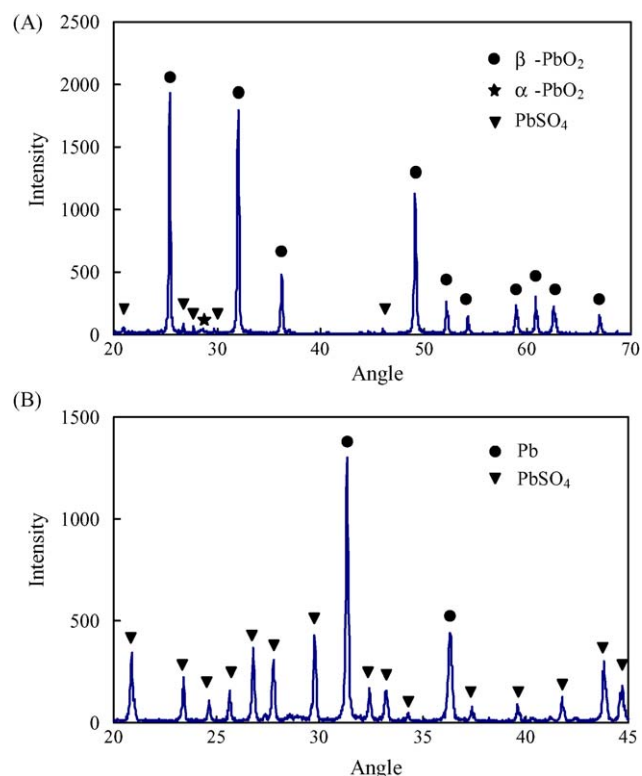 (A)
2500
2000
1500
1000
500
0
Intensity
β -PbO₂
α -PbO₂
PbSO₄
20 30 40 50 60 70
Angle
(B)
1500
1000
500
0
Intensity
Pb
PbSO₄
20 25 30 35 40 45
Angle